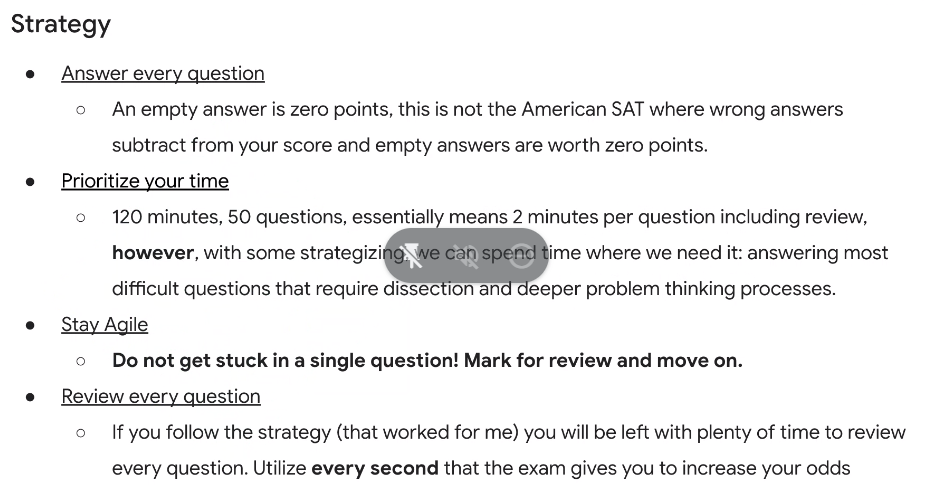 Strategy
● Answer every question
○ An empty answer is zero points, this is not the American SAT where wrong answers
subtract from your score and empty answers are worth zero points.
● Prioritize your time
○ 120 minutes, 50 questions, essentially means 2 minutes per question including review,
however, with some strategizing, we can spend time where we need it: answering most
difficult questions that require dissection and deeper problem thinking processes.
● Stay Agile
○ Do not get stuck in a single question! Mark for review and move on.
● Review every question
○ If you follow the strategy (that worked for me) you will be left with plenty of time to review
every question. Utilize every second that the exam gives you to increase your odds